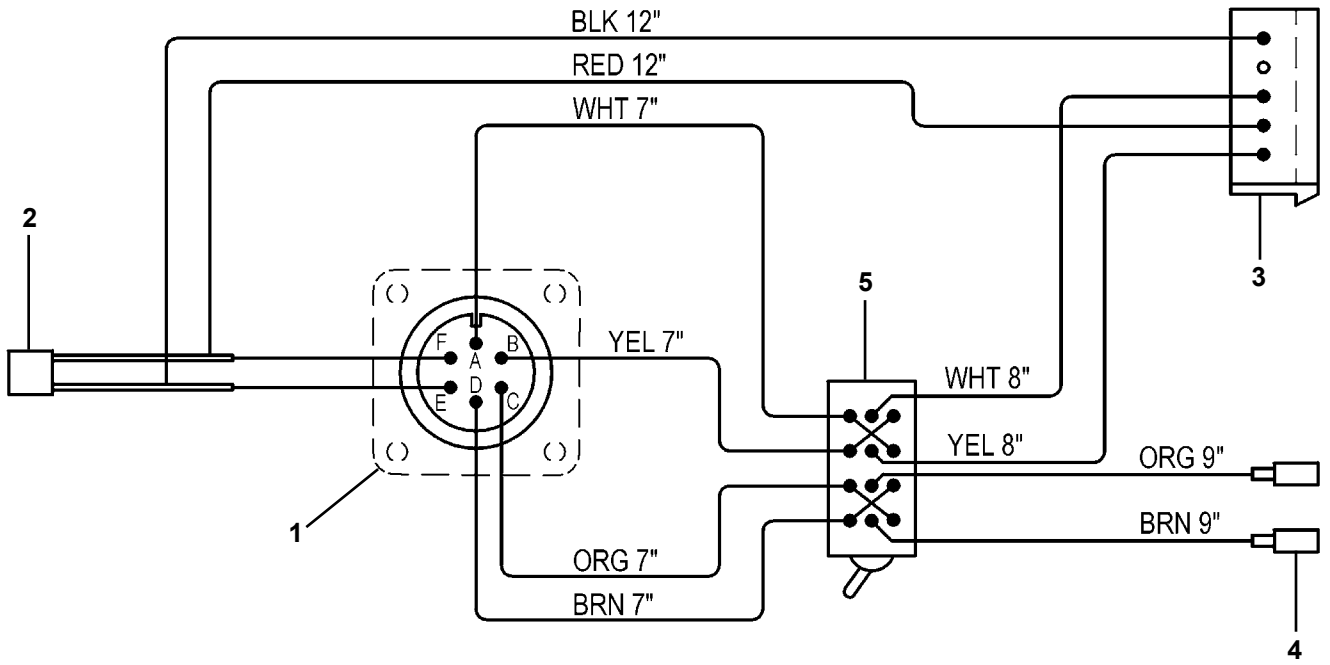 BLK 12"
RED 12"
WHT 7"
2
3
5
F
B
A
YEL 7"
D
E
C
WHT 8"
YEL 8"
ORG 9"
1
BRN 9"
ORG 7"
BRN 7"
4